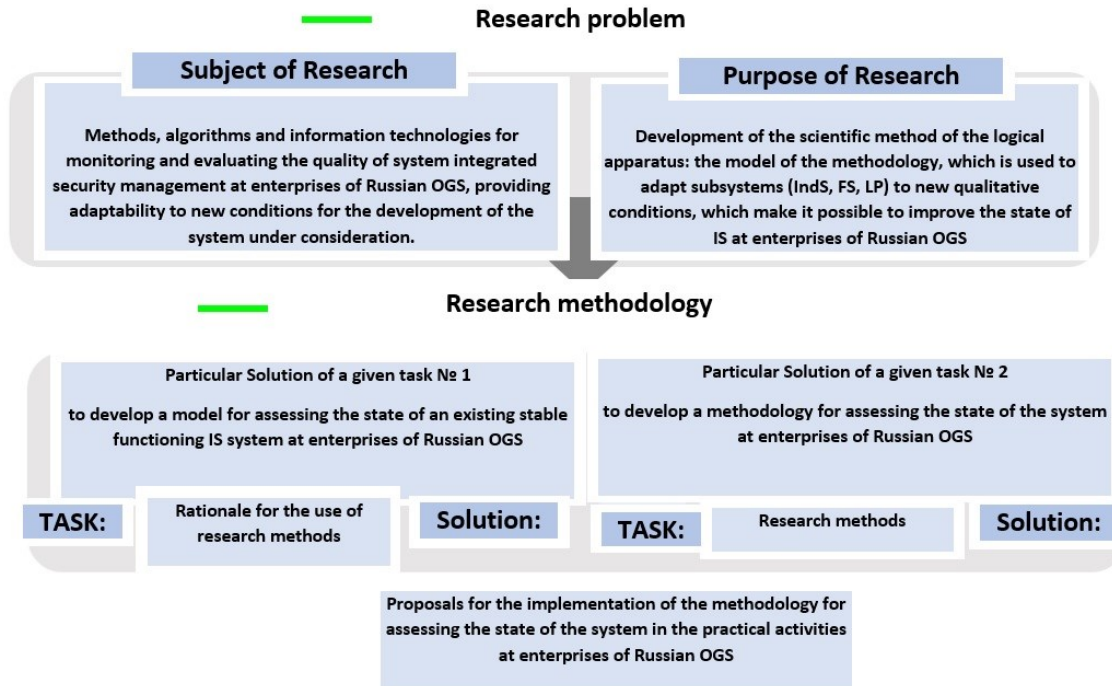 Research problem
Subject of Research
Methods, algorithms and information technologies for
monitoring and evaluating the quality of system integrated
security management at enterprises of Russian OGS, providing
adaptability to new conditions for the development of the
system under consideration.
Purpose of Research
Development of the scientific method of the logical
apparatus: the model of the methodology, which is used to
adapt subsystems (IndS, FS, LP) to new qualitative
conditions, which make it possible to improve the state of
IS at enterprises of Russian OGS
Research methodology
Particular Solution of a given task № 1
to develop a model for assessing the state of an existing stable
functioning IS system at enterprises of Russian OGS
TASK:
Rationale for the use of
research methods
Solution:
Particular Solution of a given task № 2
to develop a methodology for assessing the state of the system
at enterprises of Russian OGS
TASK:
Research methods
Solution:
Proposals for the implementation of the methodology for
assessing the state of the system in the practical activities
at enterprises of Russian OGS